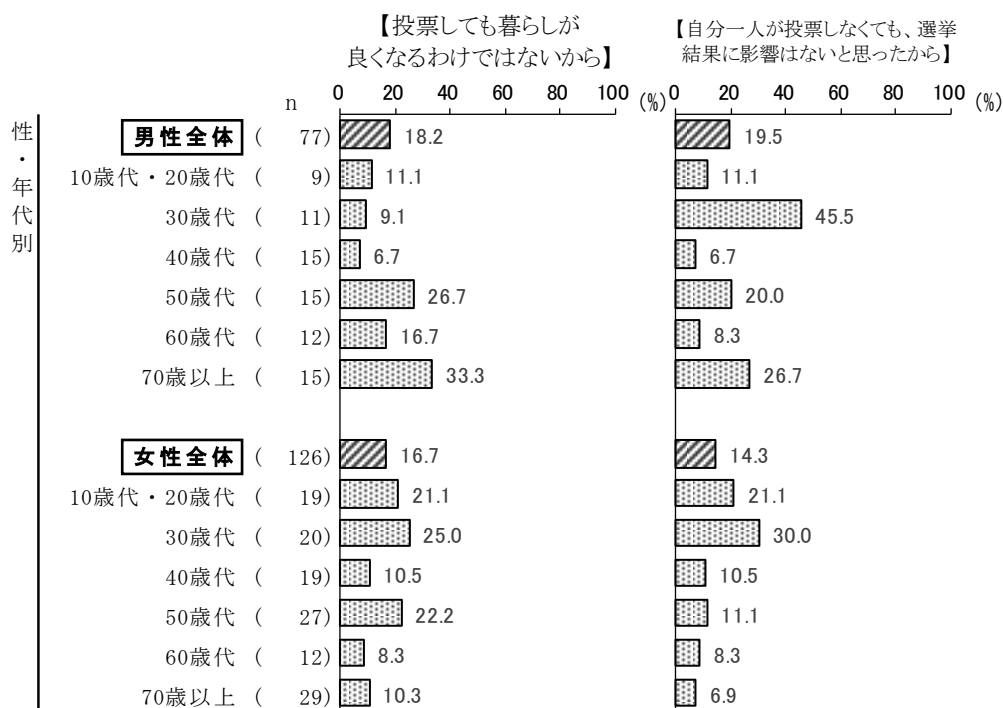 【投票しても暮らしが
良くなるわけではないから】
【自分一人が投票しなくても、選挙
結果に影響はないと思ったから】
n 0 20 40 60 80 100 (%) 0 20 40 60 80 100 (%)
性・年代別
男性全体 ( 77) 18.2 19.5
10歳代・20歳代 ( 9) 11.1 11.1
30歳代 ( 11) 9.1 45.5
40歳代 ( 15) 6.7 6.7
50歳代 ( 15) 26.7 20.0
60歳代 ( 12) 16.7 8.3
70歳以上 ( 15) 33.3 26.7
女性全体 ( 126) 16.7 14.3
10歳代・20歳代 ( 19) 21.1 21.1
30歳代 ( 20) 25.0 30.0
40歳代 ( 19) 10.5 10.5
50歳代 ( 27) 22.2 11.1
60歳代 ( 12) 8.3 8.3
70歳以上 ( 29) 10.3 6.9